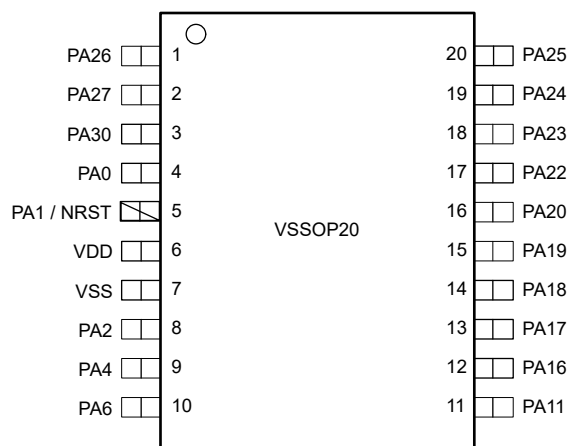 PA26 1 20 PA25
PA27 2 19 PA24
PA30 3 18 PA23
PA0 4 17 PA22
PA1 / NRST 5 16 PA20
VSSOP20
VDD 6 15 PA19
VSS 7 14 PA18
PA2 8 13 PA17
PA4 9 12 PA16
PA6 10 11 PA11